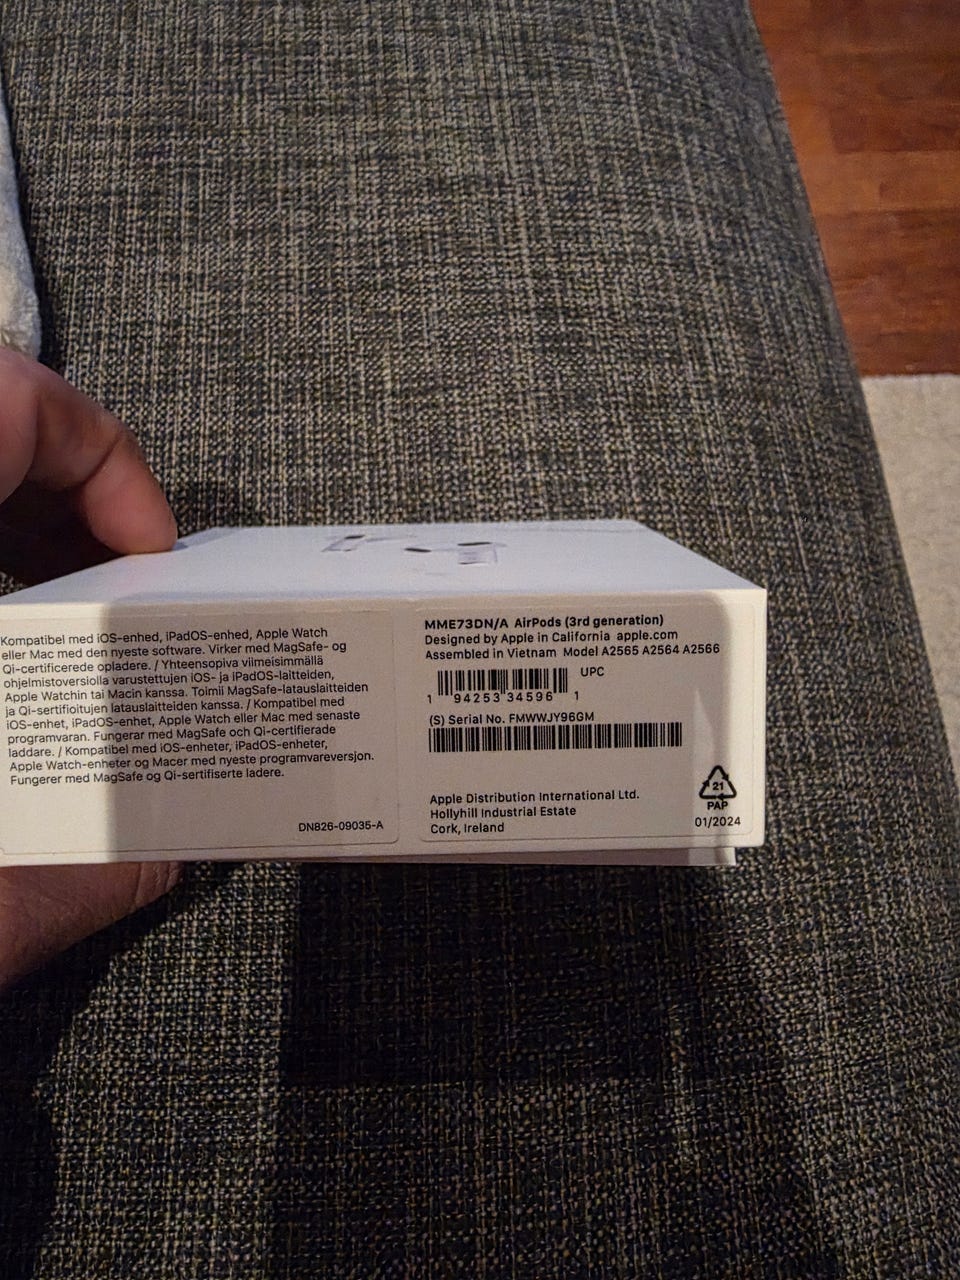 Kompatibel med iOS-enhed, iPadOS-enhed, Apple Watch
eller Mac med den nyeste software. Virker med MagSafe- og
Qi-certificerede opladere. / Yhteensopiva viimeisimmällä
ohjelmistoversiolla varustettujen iOS- ja iPadOS-laitteiden,
Apple Watchin tai Macin kanssa. Toimii MagSafe-latauslaitteiden
ja Qi-sertifioitujen latauslaitteiden kanssa. / Kompatibel med
iOS-enhet, iPadOS-enhet, Apple Watch eller Mac med senaste
programvaran. Fungerar med MagSafe och Qi-certifierade
laddare. / Kompatibel med iOS-enheter, iPadOS-enheter,
Apple Watch-enheter og Macer med nyeste programvareversjon.
Fungerer med MagSafe og Qi-sertifiserte ladere.
DN826-09035-A
MME73DN/A AirPods (3rd generation)
Designed by Apple in California apple.com
Assembled in Vietnam Model A2565 A2564 A2566
UPC
1 94253 34596 1
(S) Serial No. FMWWJY96GM
Apple Distribution International Ltd.
Hollyhill Industrial Estate
Cork, Ireland
21
PAP
01/2024